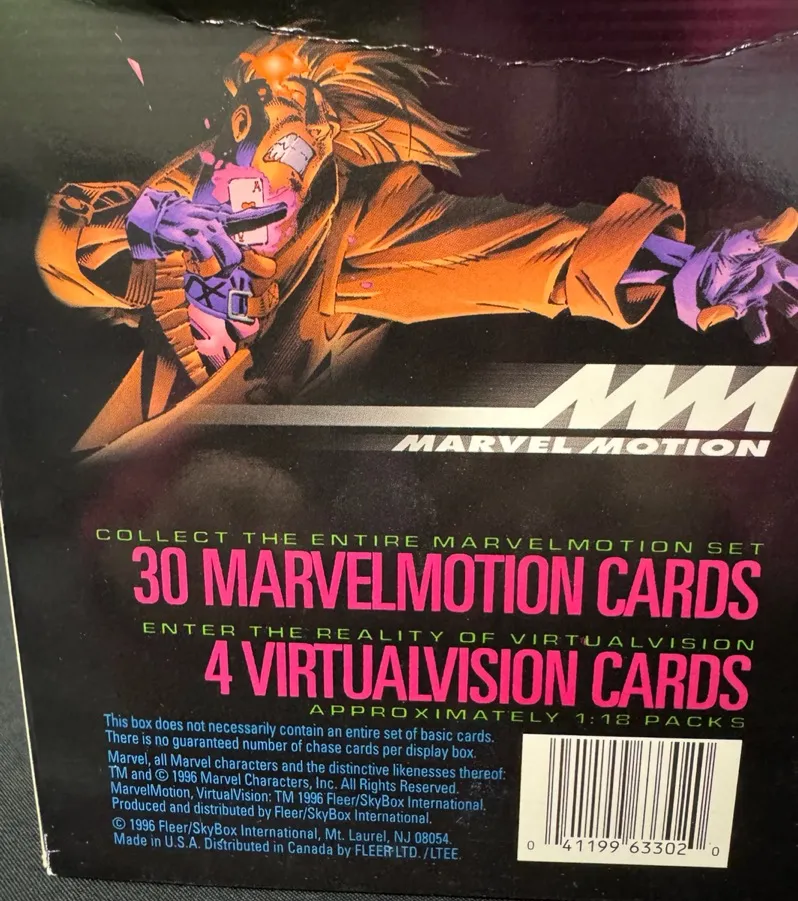 A
MM
MARVEL MOTION
COLLECT THE ENTIRE MARVELMOTION SET
30 MARVELMOTION CARDS
ENTER THE REALITY OF VIRTUALVISION
4 VIRTUALVISION CARDS
APPROXIMATELY 1:18 PACKS
This box does not necessarily contain an entire set of basic cards.
There is no guaranteed number of chase cards per display box.
Marvel, all Marvel characters and the distinctive likenesses thereof:
TM and © 1996 Marvel Characters, Inc. All Rights Reserved.
MarvelMotion, VirtualVision: TM 1996 Fleer/SkyBox International.
Produced and distributed by Fleer/SkyBox International.
© 1996 Fleer/SkyBox International, Mt. Laurel, NJ 08054.
Made in U.S.A. Distributed in Canada by FLEER LTD./LTEE.
0 41199 63302 0